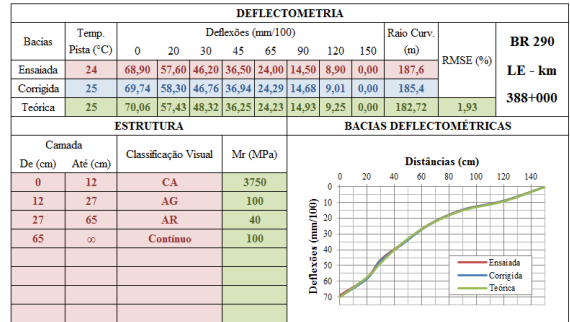 DEFLECTOMETRIA
Bacias Temp. Pista (°C) Deflexões (mm/100) Raio Curv. (m) RMSE (%) BR 290
0 20 30 45 65 90 120 150 LE - km
Ensaiada 24 68,90 57,60 46,20 36,50 24,00 14,50 8,90 0,00 187,6 388+000
Corrigida 25 69,74 58,30 46,76 36,94 24,29 14,68 9,01 0,00 185,4
Teórica 25 70,06 57,43 48,32 36,25 24,23 14,93 9,25 0,00 182,72 1,93
ESTRUTURA
Camada Classificação Visual Mr (MPa)
De (cm) Até (cm)
0 12 CA 3750
12 27 AG 100
27 65 AR 40
65 ∞ Contínuo 100
BACIAS DEFLECTOMÉTRICAS
Distâncias (cm)
0 20 40 60 80 100 120 140
Deflexões (mm/100)
0
10
20
30
40
50
60
70
Ensaiada
Corrigida
Teórica